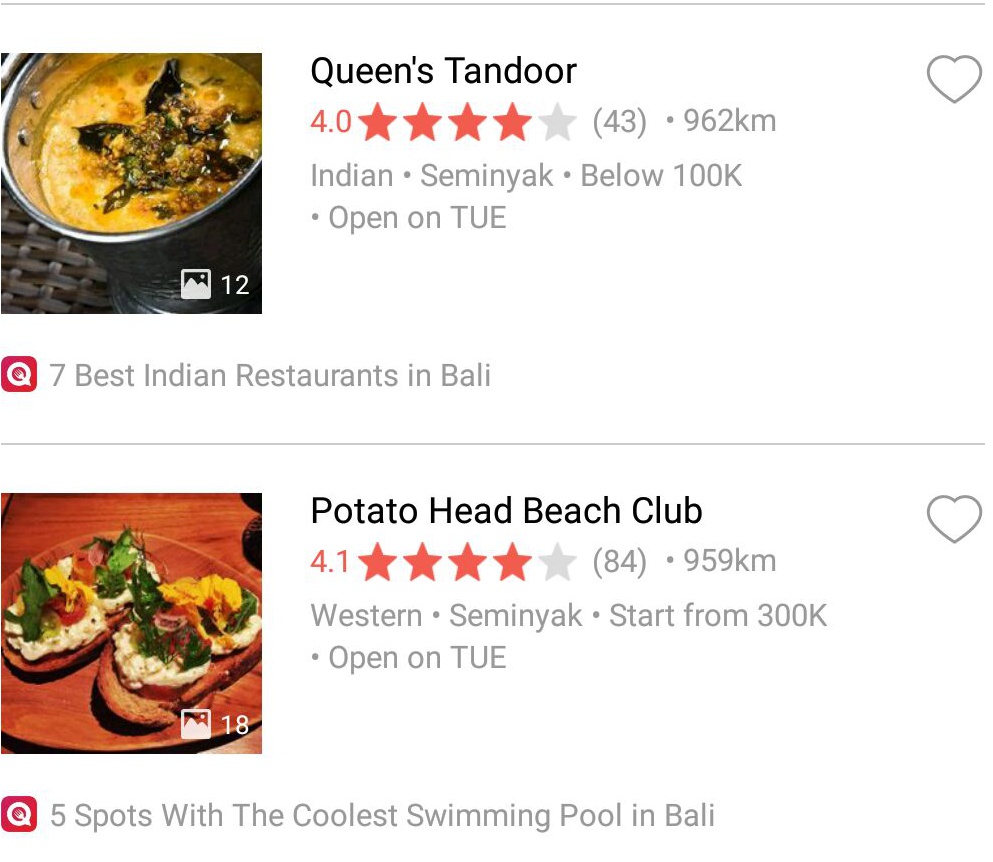 Queen's Tandoor
4.0 (43) • 962km
Indian • Seminyak • Below 100K
• Open on TUE
12
7 Best Indian Restaurants in Bali
Potato Head Beach Club
4.1 (84) • 959km
Western • Seminyak • Start from 300K
• Open on TUE
18
5 Spots With The Coolest Swimming Pool in Bali